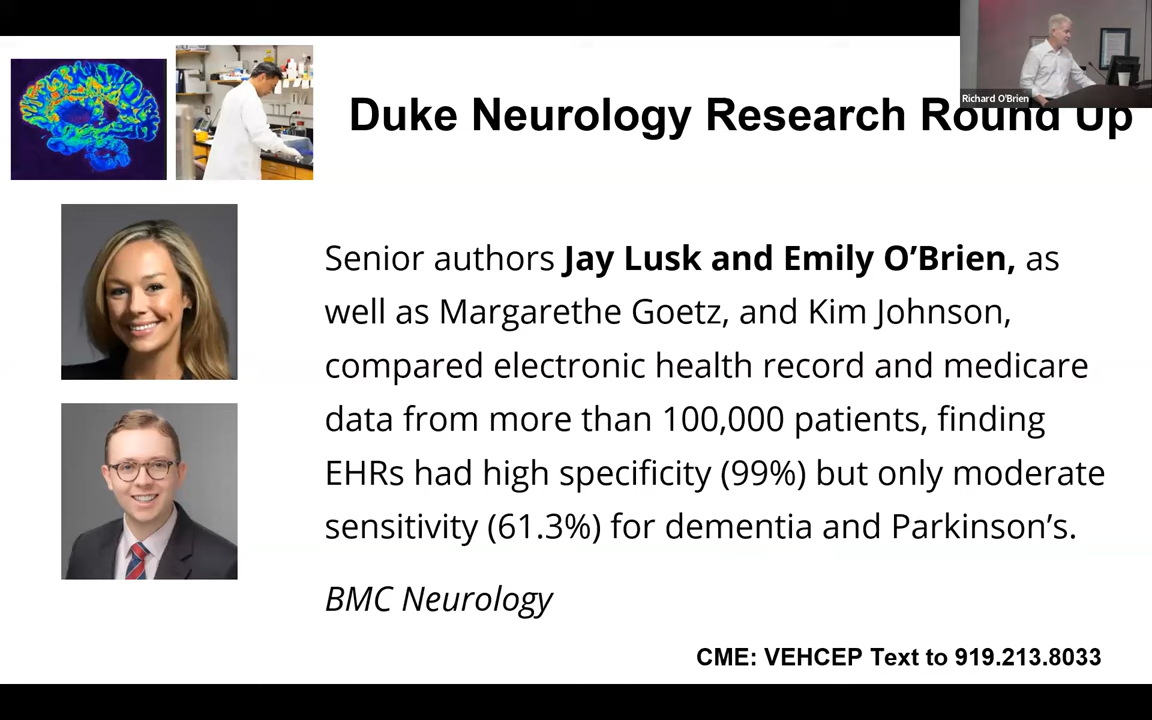 Richard O'Brien
Duke Neurology Research Round Up
Senior authors Jay Lusk and Emily O’Brien, as
well as Margarethe Goetz, and Kim Johnson,
compared electronic health record and medicare
data from more than 100,000 patients, finding
EHRs had high specificity (99%) but only moderate
sensitivity (61.3%) for dementia and Parkinson’s.
BMC Neurology
CME: VEHCEP Text to 919.213.8033